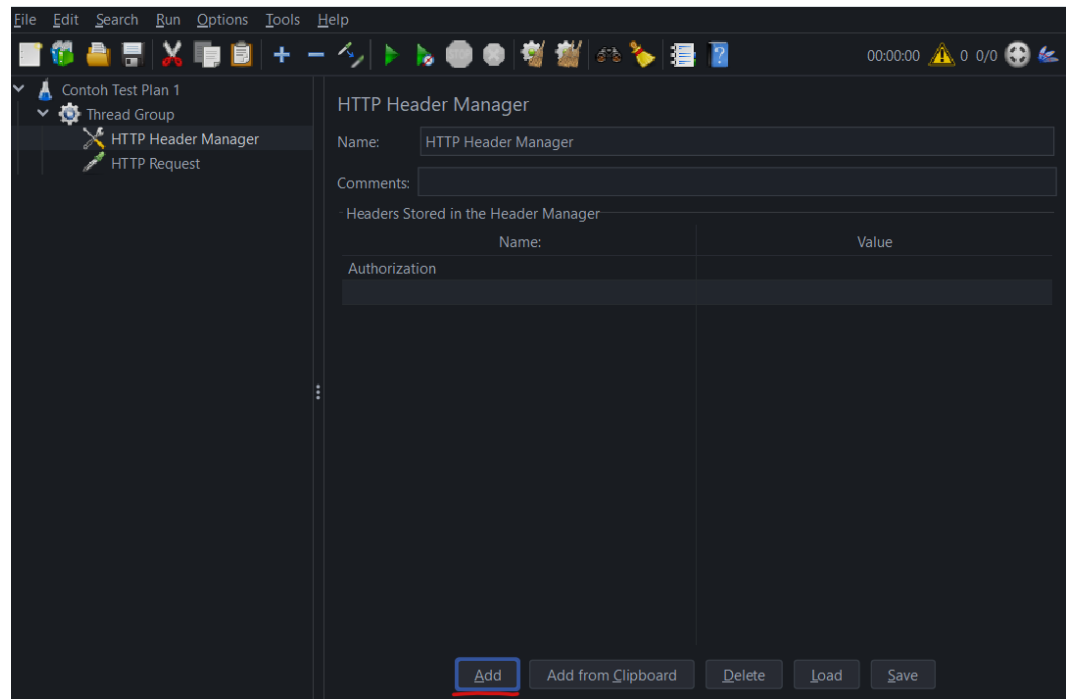 File Edit Search Run Options Tools Help
STOP 00:00:00 0 0/0
Contoh Test Plan 1
Thread Group
HTTP Header Manager
HTTP Request
HTTP Header Manager
Name: HTTP Header Manager
Comments:
Headers Stored in the Header Manager
Name: Value
Authorization
Add Add from Clipboard Delete Load Save